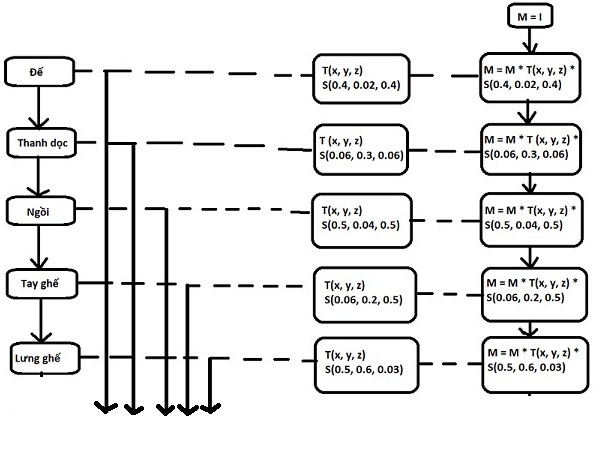 M = I
Đế
T(x, y, z)
S(0.4, 0.02, 0.4)
M = M * T(x, y, z) *
S(0.4, 0.02, 0.4)
Thanh dọc
T (x, y, z)
S(0.06, 0.3, 0.06)
M = M * T (x, y, z) *
S(0.06, 0.3, 0.06)
Ngồi
T(x, y, z)
S(0.5, 0.04, 0.5)
M = M * T(x, y, z) *
S(0.5, 0.04, 0.5)
Tay ghế
T(x, y, z)
S(0.06, 0.2, 0.5)
M = M * T(x, y, z) *
S(0.06, 0.2, 0.5)
Lưng ghế
T(x, y, z)
S(0.5, 0.6, 0.03)
M = M * T(x, y, z) *
S(0.5, 0.6, 0.03)